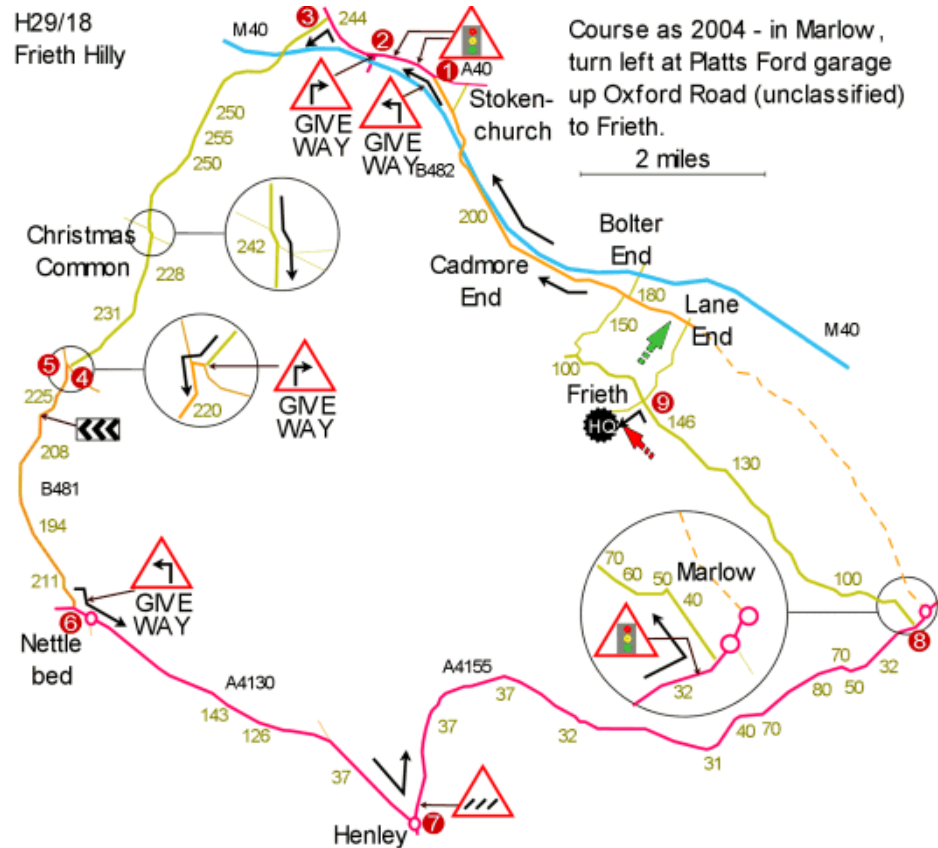 H29/18
Frieth Hilly
Course as 2004 - in Marlow,
turn left at Platts Ford garage
up Oxford Road (unclassified)
to Frieth.
2 miles
3
244
M40
2
1
A40
Stoken-
church
GIVE
WAY
GIVE
WAY
B482
250
255
250
200
Bolter
End
Christmas
Common
242
228
Cadmore
End
180
150
Lane
End
M40
231
5
4
220
GIVE
WAY
100
225
Frieth
9
HQ
146
208
130
B481
194
211
GIVE
WAY
70
60
50
40
Marlow
100
6
Nettle
bed
8
32
32
70
50
80
A4130
A4155
37
143
126
37
32
40
70
31
37
Henley
7